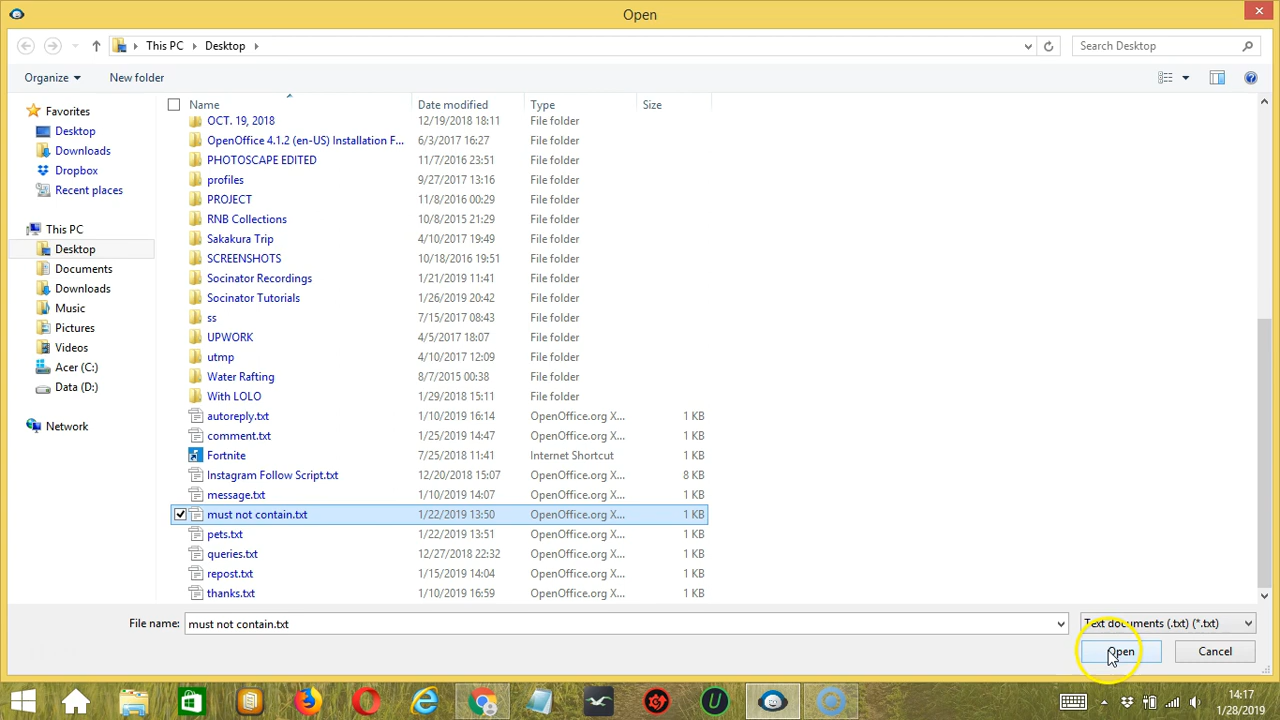 Open
This PC Desktop
Search Desktop
Organize New folder
Name Date modified Type Size
Favorites
Desktop
Downloads
Dropbox
Recent places
This PC
Desktop
Documents
Downloads
Music
Pictures
Videos
Acer (C:)
Data (D:)
Network
OCT. 19, 2018 12/19/2018 18:11 File folder
OpenOffice 4.1.2 (en-US) Installation F... 6/3/2017 16:27 File folder
PHOTOSCAPE EDITED 11/7/2016 23:51 File folder
profiles 9/27/2017 13:16 File folder
PROJECT 11/8/2016 00:29 File folder
RNB Collections 10/8/2015 21:29 File folder
Sakakura Trip 4/10/2017 19:49 File folder
SCREENSHOTS 10/18/2016 19:51 File folder
Socinator Recordings 1/21/2019 11:41 File folder
Socinator Tutorials 1/26/2019 20:42 File folder
ss 7/15/2017 08:43 File folder
UPWORK 4/5/2017 18:07 File folder
utmp 4/10/2017 12:09 File folder
Water Rafting 8/7/2015 00:38 File folder
With LOLO 1/29/2018 15:11 File folder
autoreply.txt 1/10/2019 16:14 OpenOffice.org X... 1 KB
comment.txt 1/25/2019 14:47 OpenOffice.org X... 1 KB
Fortnite 7/25/2018 11:41 Internet Shortcut 1 KB
Instagram Follow Script.txt 12/20/2018 15:07 OpenOffice.org X... 8 KB
message.txt 1/10/2019 14:07 OpenOffice.org X... 1 KB
must not contain.txt 1/22/2019 13:50 OpenOffice.org X... 1 KB
pets.txt 1/22/2019 13:51 OpenOffice.org X... 1 KB
queries.txt 12/27/2018 22:32 OpenOffice.org X... 1 KB
repost.txt 1/15/2019 14:04 OpenOffice.org X... 1 KB
thanks.txt 1/10/2019 16:59 OpenOffice.org X... 1 KB
File name: must not contain.txt Text documents (.txt) (*.txt)
Open Cancel
14:17
1/28/2019